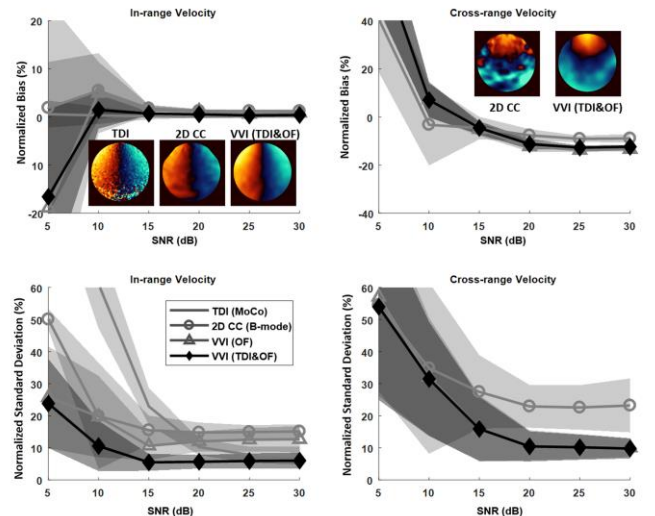 In-range Velocity
Cross-range Velocity
Normalized Bias (%)
20
10
0
10
-20
TDI
2D CC
VVI (TDI&OF)
5
10
15
20
25
30
SNR (dB)
Normalized Bias (%)
40
20
0
-20
-40
2D CC
VVI (TDI&OF)
5
10
15
20
25
30
SNR (dB)
In-range Velocity
Cross-range Velocity
Normalized Standard Deviation (%)
60
50
40
30
20
10
0
TDI (MoCo)
2D CC (B-mode)
VVI (OF)
VVI (TDI&OF)
5
10
15
20
25
30
SNR (dB)
Normalized Standard Deviation (%)
60
50
40
30
20
10
0
5
10
15
20
25
30
SNR (dB)